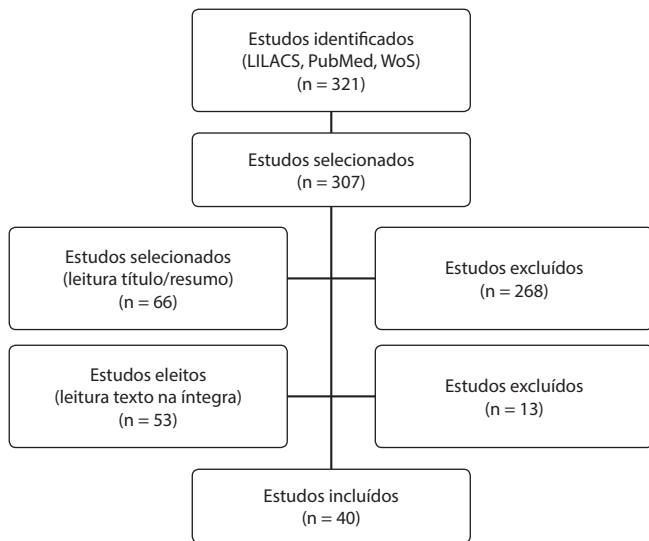 Estudos identificados
(LILACS, PubMed, WoS)
(n = 321)
Estudos selecionados
(n = 307)
Estudos selecionados
(leitura título/resumo)
(n = 66)
Estudos excluídos
(n = 268)
Estudos eleitos
(leitura texto na íntegra)
(n = 53)
Estudos excluídos
(n = 13)
Estudos incluídos
(n = 40)